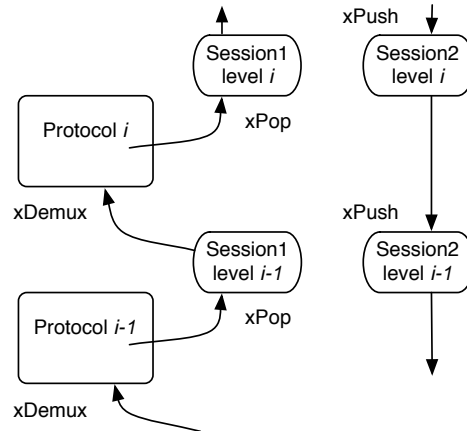 xPush
Session1
level i
Session2
level i
Protocol i
xPop
xDemux
xPush
Session1
level i-1
Session2
level i-1
Protocol i-1
xPop
xDemux